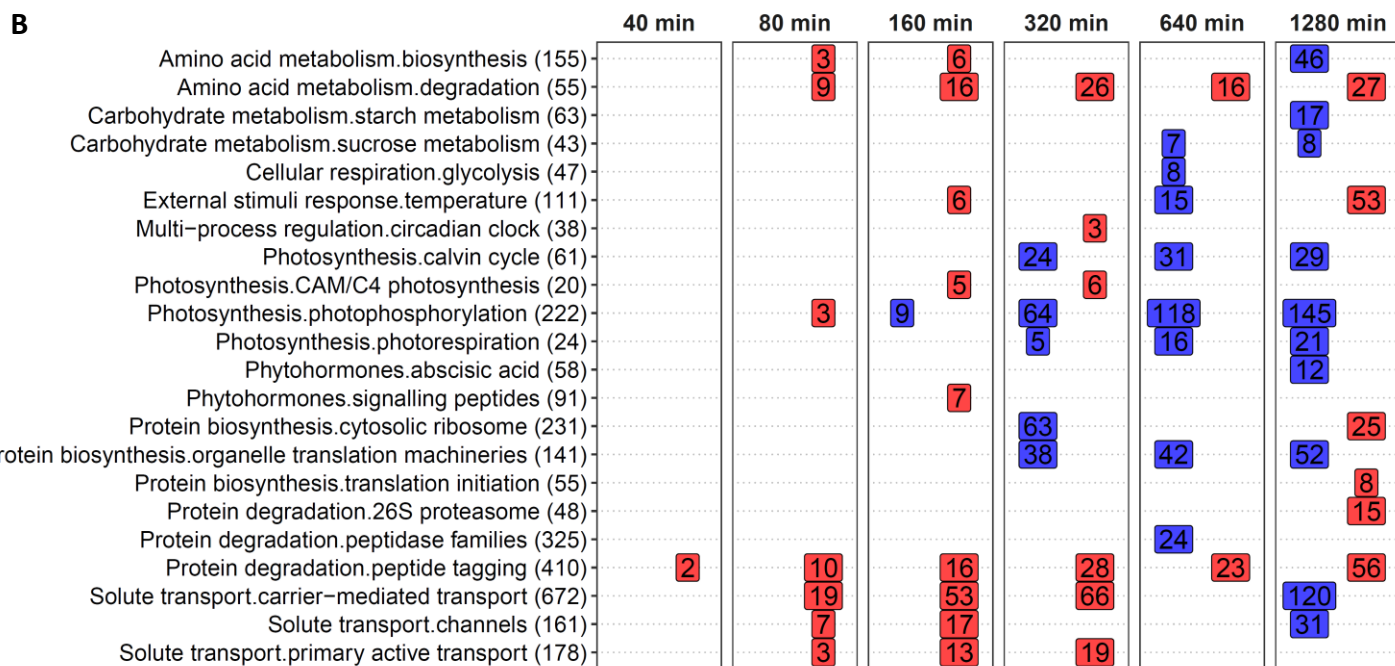 B
40 min 80 min 160 min 320 min 640 min 1280 min
Amino acid metabolism.biosynthesis (155) 3 6 46
Amino acid metabolism.degradation (55) 9 16 26 16 27
Carbohydrate metabolism.starch metabolism (63) 17
Carbohydrate metabolism.sucrose metabolism (43) 7 8
Cellular respiration.glycolysis (47) 8
External stimuli response.temperature (111) 6 15 53
Multi−process regulation.circadian clock (38) 3
Photosynthesis.calvin cycle (61) 24 31 29
Photosynthesis.CAM/C4 photosynthesis (20) 5 6
Photosynthesis.photophosphorylation (222) 3 9 64 118 145
Photosynthesis.photorespiration (24) 5 16 21
Phytohormones.abscisic acid (58) 12
Phytohormones.signalling peptides (91) 7
Protein biosynthesis.cytosolic ribosome (231) 63 25
rotein biosynthesis.organelle translation machineries (141) 38 42 52
Protein biosynthesis.translation initiation (55) 8
Protein degradation.26S proteasome (48) 15
Protein degradation.peptidase families (325) 24
Protein degradation.peptide tagging (410) 2 10 16 28 23 56
Solute transport.carrier−mediated transport (672) 19 53 66 120
Solute transport.channels (161) 7 17 31
Solute transport.primary active transport (178) 3 13 19